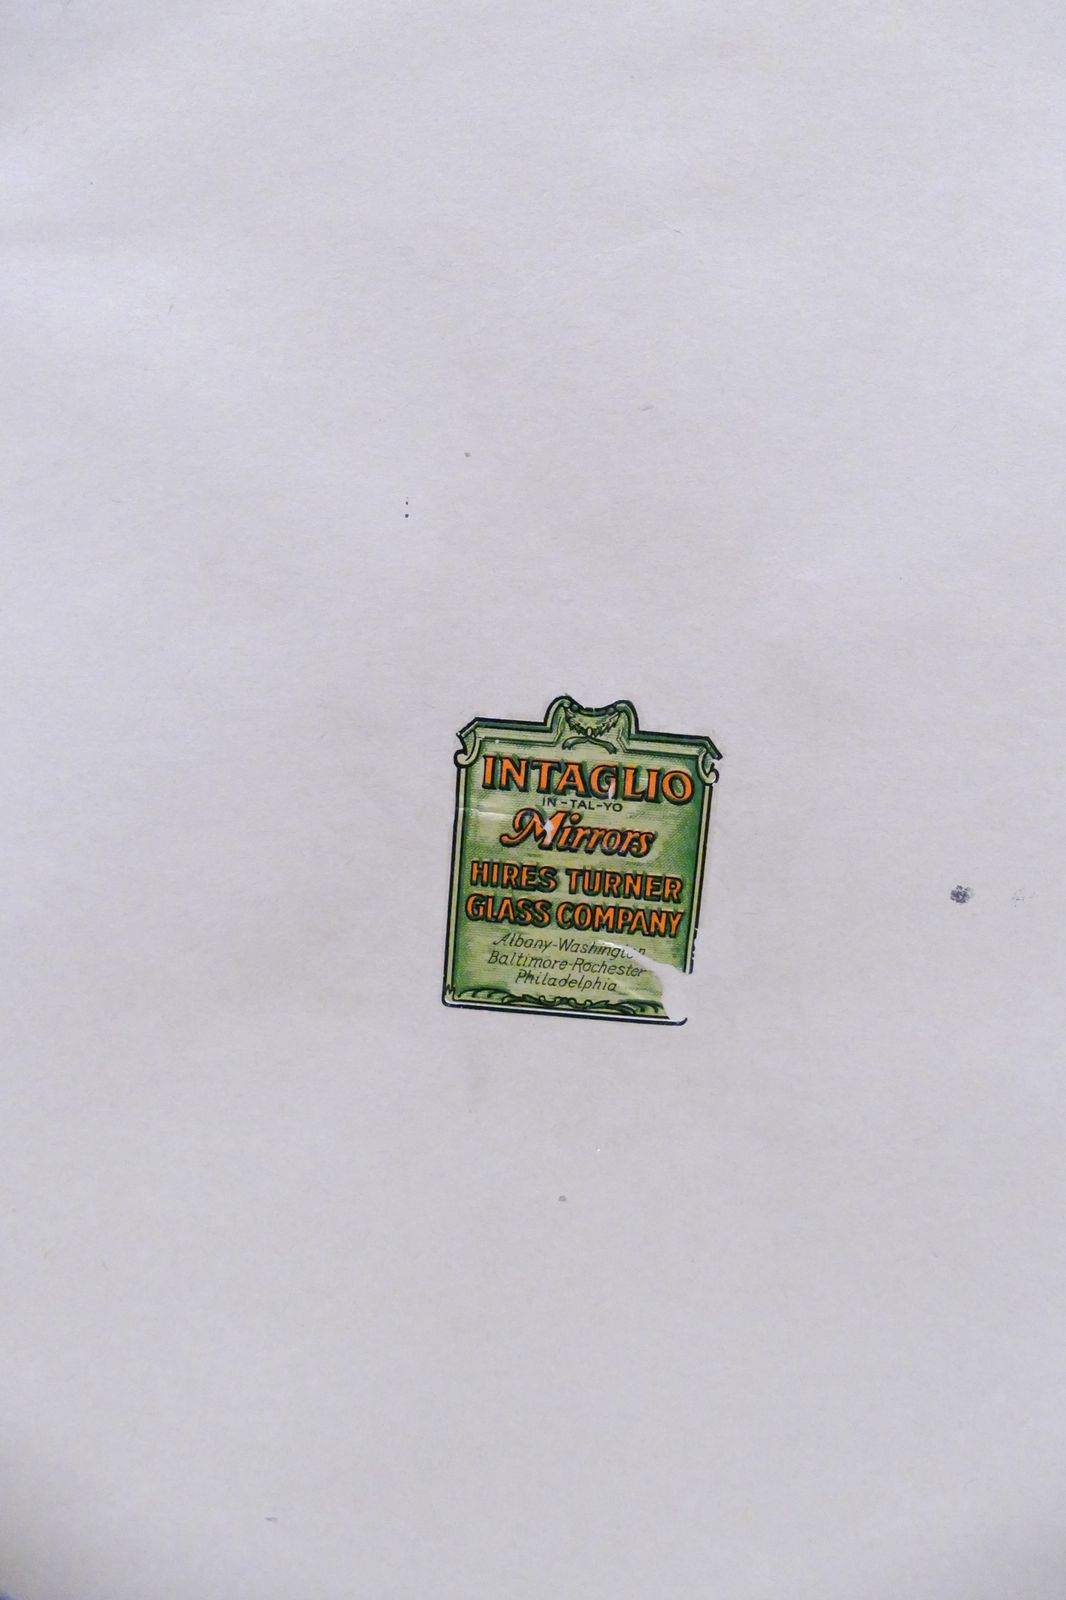 INTAGLIO
IN-TAL-YO
Mirrors
HIRES TURNER
GLASS COMPANY
Albany-Washington
Baltimore-Rochester
Philadelphia